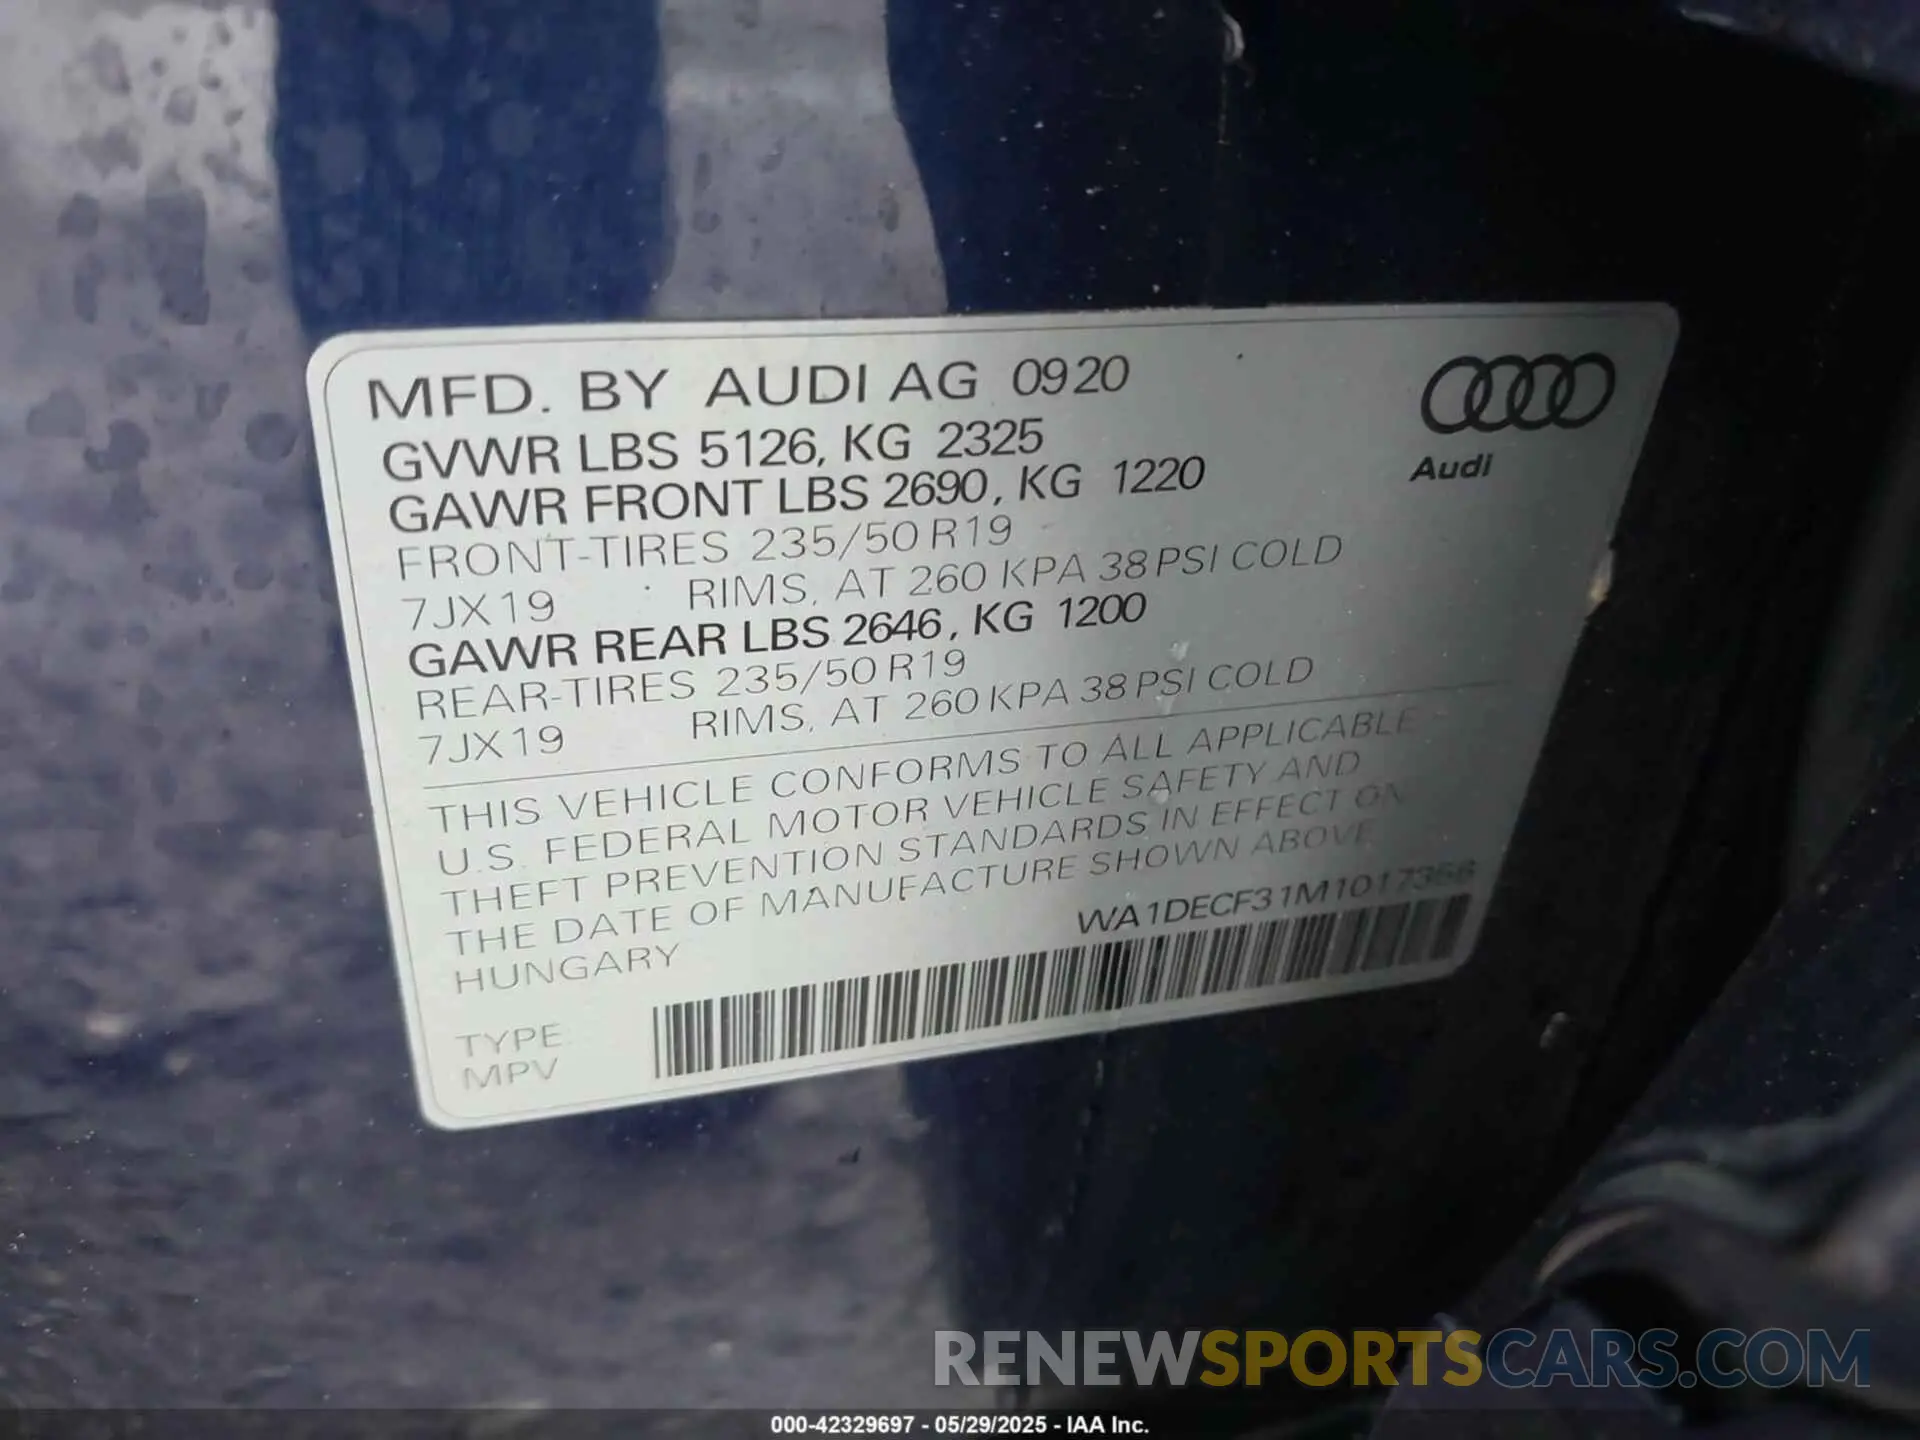 MFD. BY AUDI AG 0920
GVWR LBS 5126, KG 2325
GAWR FRONT LBS 2690, KG 1220
FRONT-TIRES 235/50 R19
7JX19 RIMS, AT 260 KPA 38 PSI COLD
GAWR REAR LBS 2646, KG 1200
REAR-TIRES 235/50 R19
7JX19 RIMS, AT 260 KPA 38 PSI COLD
THIS VEHICLE CONFORMS TO ALL APPLICABLE
U.S. FEDERAL MOTOR VEHICLE SAFETY AND
THEFT PREVENTION STANDARDS IN EFFECT ON
THE DATE OF MANUFACTURE SHOWN ABOVE
HUNGARY
TYPE:
MPV
Audi
RENEWSPORTSCARS.COM
000-42329697 - 05/29/2025 - IAA Inc.